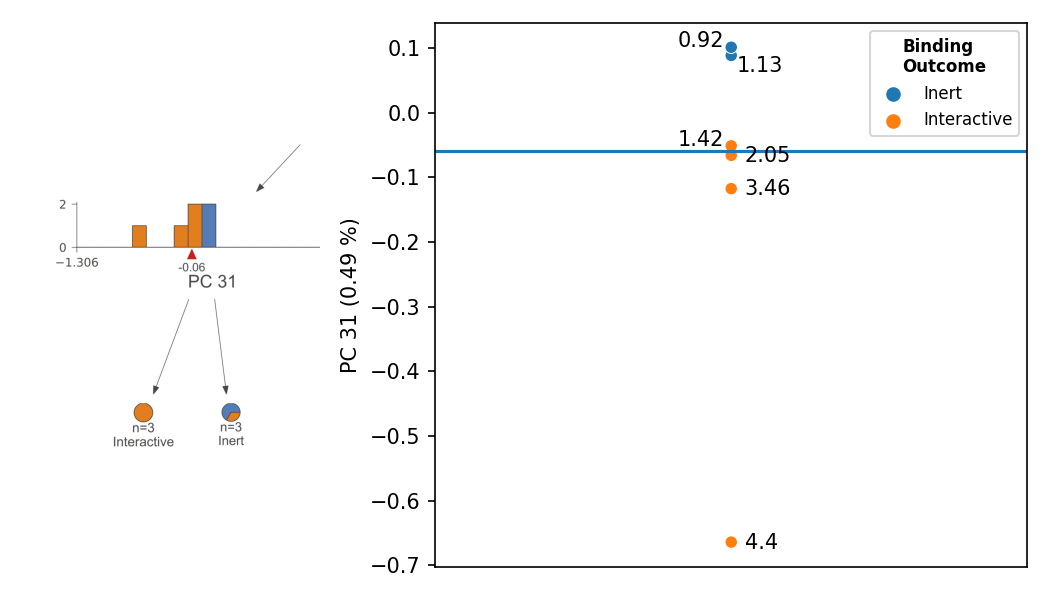 2
0
−1.306
-0.06
PC 31
n=3
Interactive
n=3
Inert
PC 31 (0.49 %)
0.1
0.0
−0.1
−0.2
−0.3
−0.4
−0.5
−0.6
−0.7
0.92
1.13
1.42
2.05
3.46
4.4
Binding
Outcome
Inert
Interactive